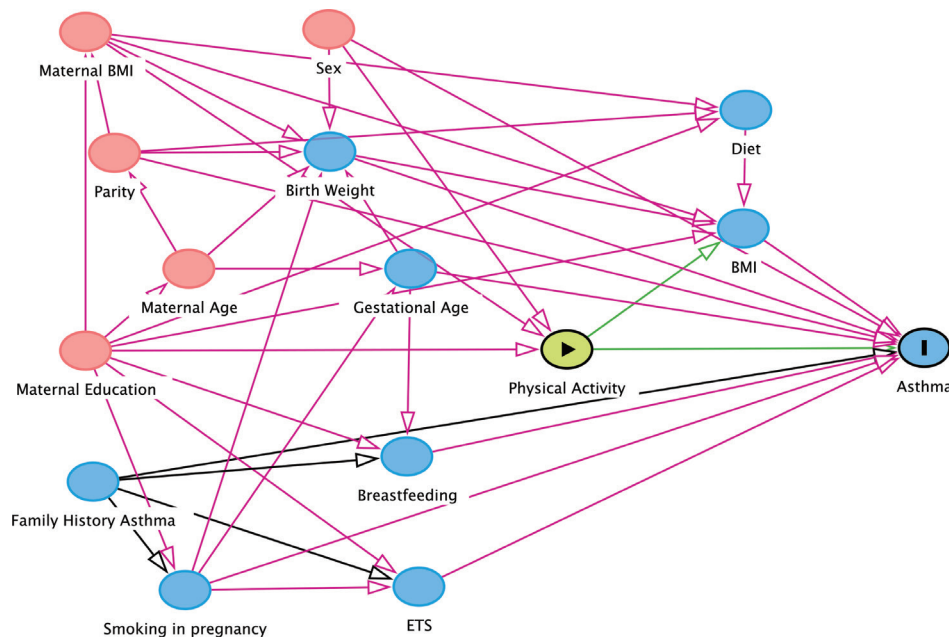 Maternal BMI
Sex
Diet
Parity
Birth Weight
BMI
Maternal Age
Gestational Age
Maternal Education
Physical Activity
Asthma
Breastfeeding
Family History Asthma
Smoking in pregnancy
ETS